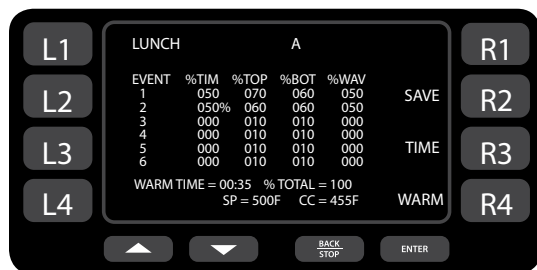 L1 LUNCH A R1
EVENT %TIM %TOP %BOT %WAV
1 050 070 060 050
L2 SAVE R2
2 050% 060 060 050
3 000 010 010 000
4 000 010 010 000
L3 5 000 010 010 000 TIME R3
6 000 010 010 000
WARM TIME = 00:35 % TOTAL = 100
L4 SP = 500F CC = 455F WARM R4
BACK
STOP
ENTER